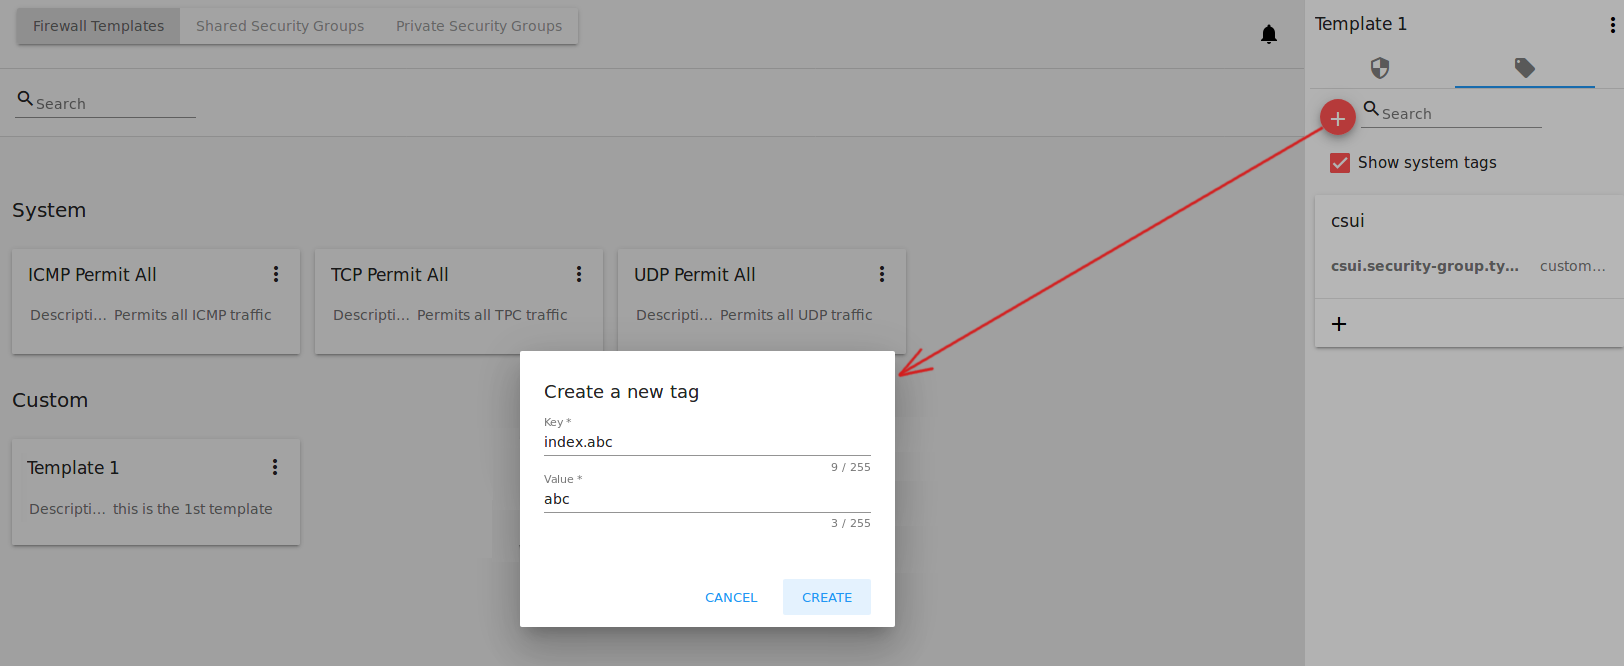 Firewall Templates
Shared Security Groups
Private Security Groups
Search
System
ICMP Permit All
Descripti... Permits all ICMP traffic
TCP Permit All
Descripti... Permits all TPC traffic
UDP Permit All
Descripti... Permits all UDP traffic
Custom
Template 1
Descripti... this is the 1st template
Create a new tag
Key *
index.abc
9 / 255
Value *
abc
3 / 255
CANCEL
CREATE
Template 1
Search
Show system tags
csui
csui.security-group.ty... custom...